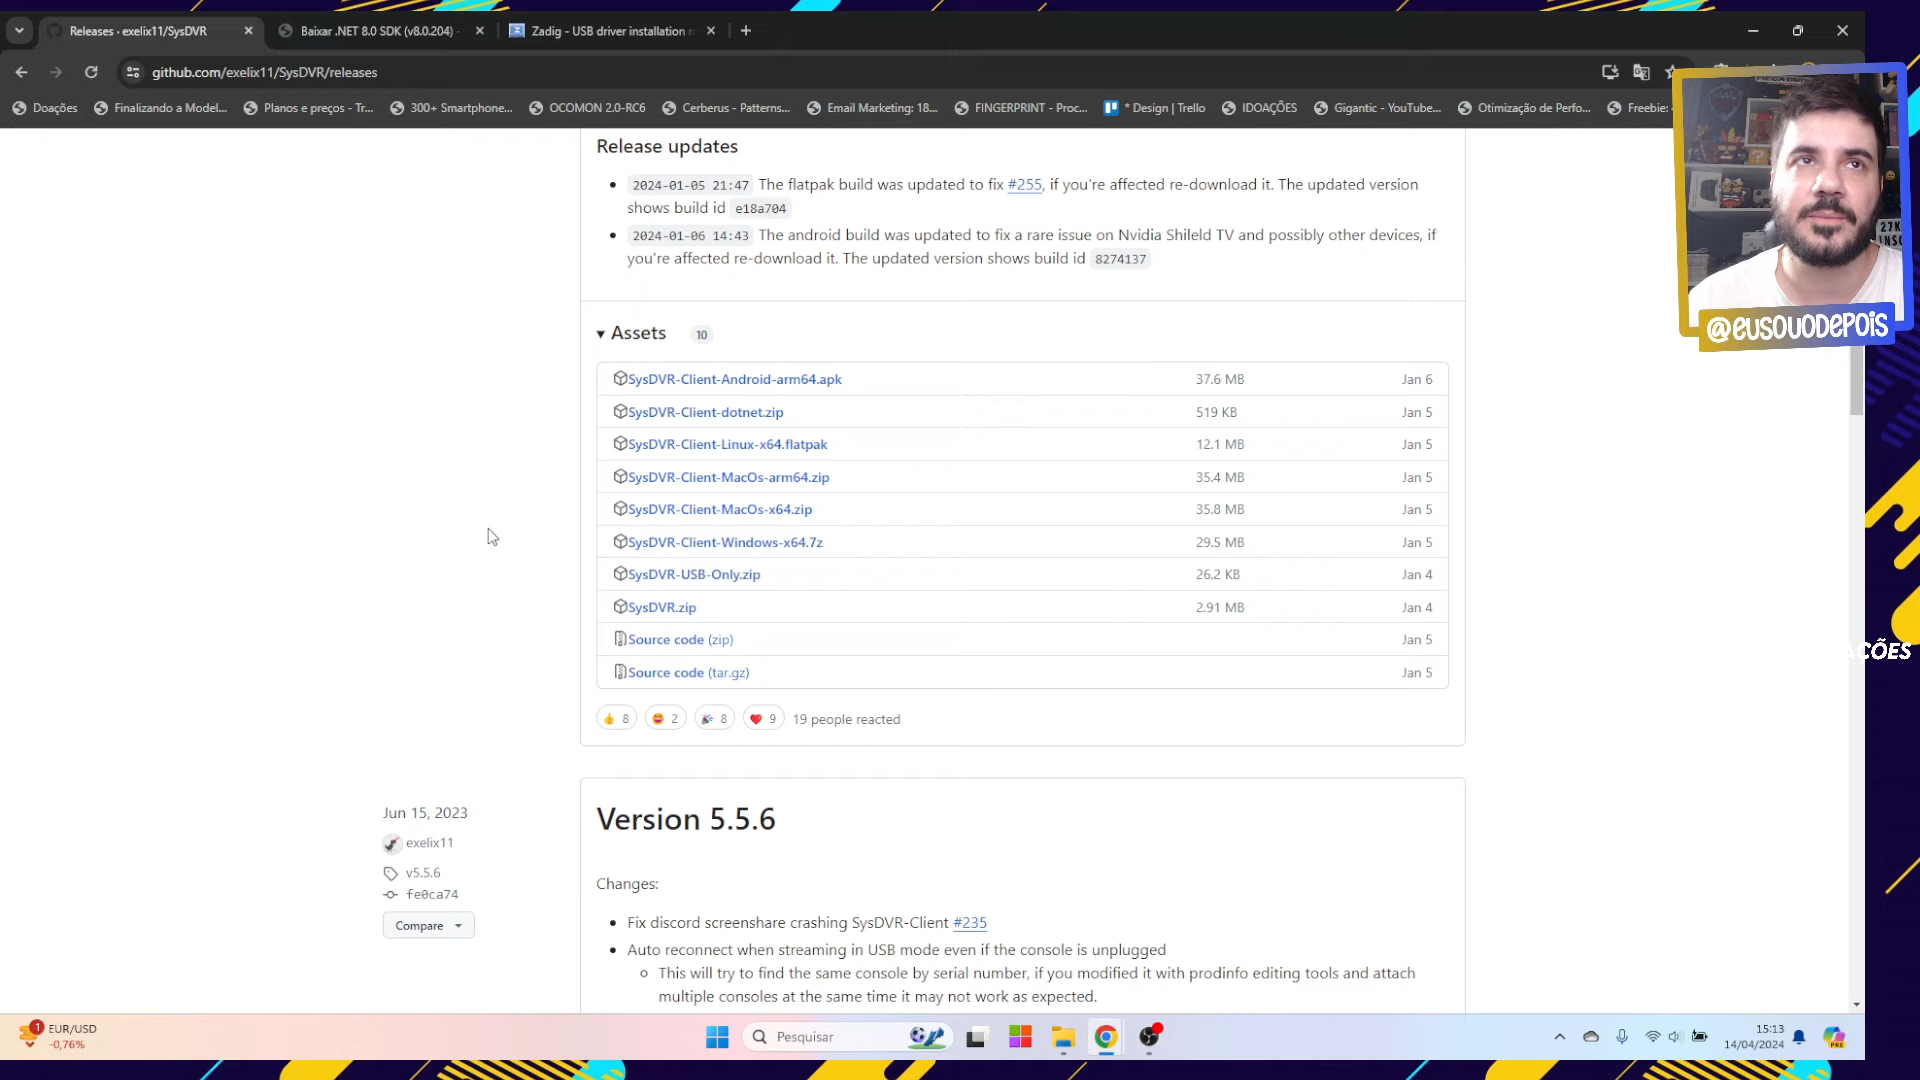 Releases · exelix11/SysDVR
Baixar .NET 8.0 SDK (v8.0.204) -
Zadig - USB driver installation
github.com/exelix11/SysDVR/releases
Doações
Finalizando a Model...
Planos e preços - Tr...
300+ Smartphone...
OCOMON 2.0-RC6
Cerberus - Patterns...
Email Marketing: 18...
FINGERPRINT - Proc...
* Design | Trello
IDOAÇÕES
Gigantic - YouTube...
Otimização de Perfo...
Freebie:
Release updates
2024-01-05 21:47 The flatpak build was updated to fix #255, if you're affected re-download it. The updated version
shows build id e18a704
2024-01-06 14:43 The android build was updated to fix a rare issue on Nvidia Shileld TV and possibly other devices, if
you're affected re-download it. The updated version shows build id 8274137
Assets 10
SysDVR-Client-Android-arm64.apk 37.6 MB Jan 6
SysDVR-Client-dotnet.zip 519 KB Jan 5
SysDVR-Client-Linux-x64.flatpak 12.1 MB Jan 5
SysDVR-Client-MacOs-arm64.zip 35.4 MB Jan 5
SysDVR-Client-MacOs-x64.zip 35.8 MB Jan 5
SysDVR-Client-Windows-x64.7z 29.5 MB Jan 5
SysDVR-USB-Only.zip 26.2 KB Jan 4
SysDVR.zip 2.91 MB Jan 4
Source code (zip) Jan 5
Source code (tar.gz) Jan 5
8 2 8 9 19 people reacted
Jun 15, 2023
exelix11
v5.5.6
fe0ca74
Compare
Version 5.5.6
Changes:
Fix discord screenshare crashing SysDVR-Client #235
Auto reconnect when streaming in USB mode even if the console is unplugged
This will try to find the same console by serial number, if you modified it with prodinfo editing tools and attach
multiple consoles at the same time it may not work as expected.
@eusouodepois
27K
INSC
AÇÕES
1
EUR/USD
-0,76%
Pesquisar
15:13
14/04/2024
PRE